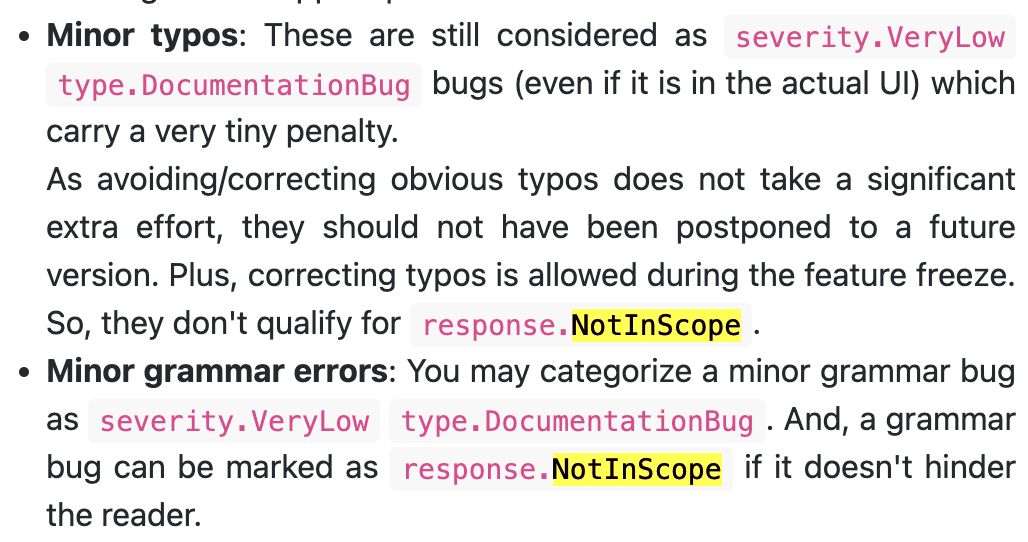 • Minor typos: These are still considered as severity.VeryLow
type.DocumentationBug bugs (even if it is in the actual UI) which
carry a very tiny penalty.
As avoiding/correcting obvious typos does not take a significant
extra effort, they should not have been postponed to a future
version. Plus, correcting typos is allowed during the feature freeze.
So, they don't qualify for response.NotInScope .
• Minor grammar errors: You may categorize a minor grammar bug
as severity.VeryLow type.DocumentationBug. And, a grammar
bug can be marked as response.NotInScope if it doesn't hinder
the reader.